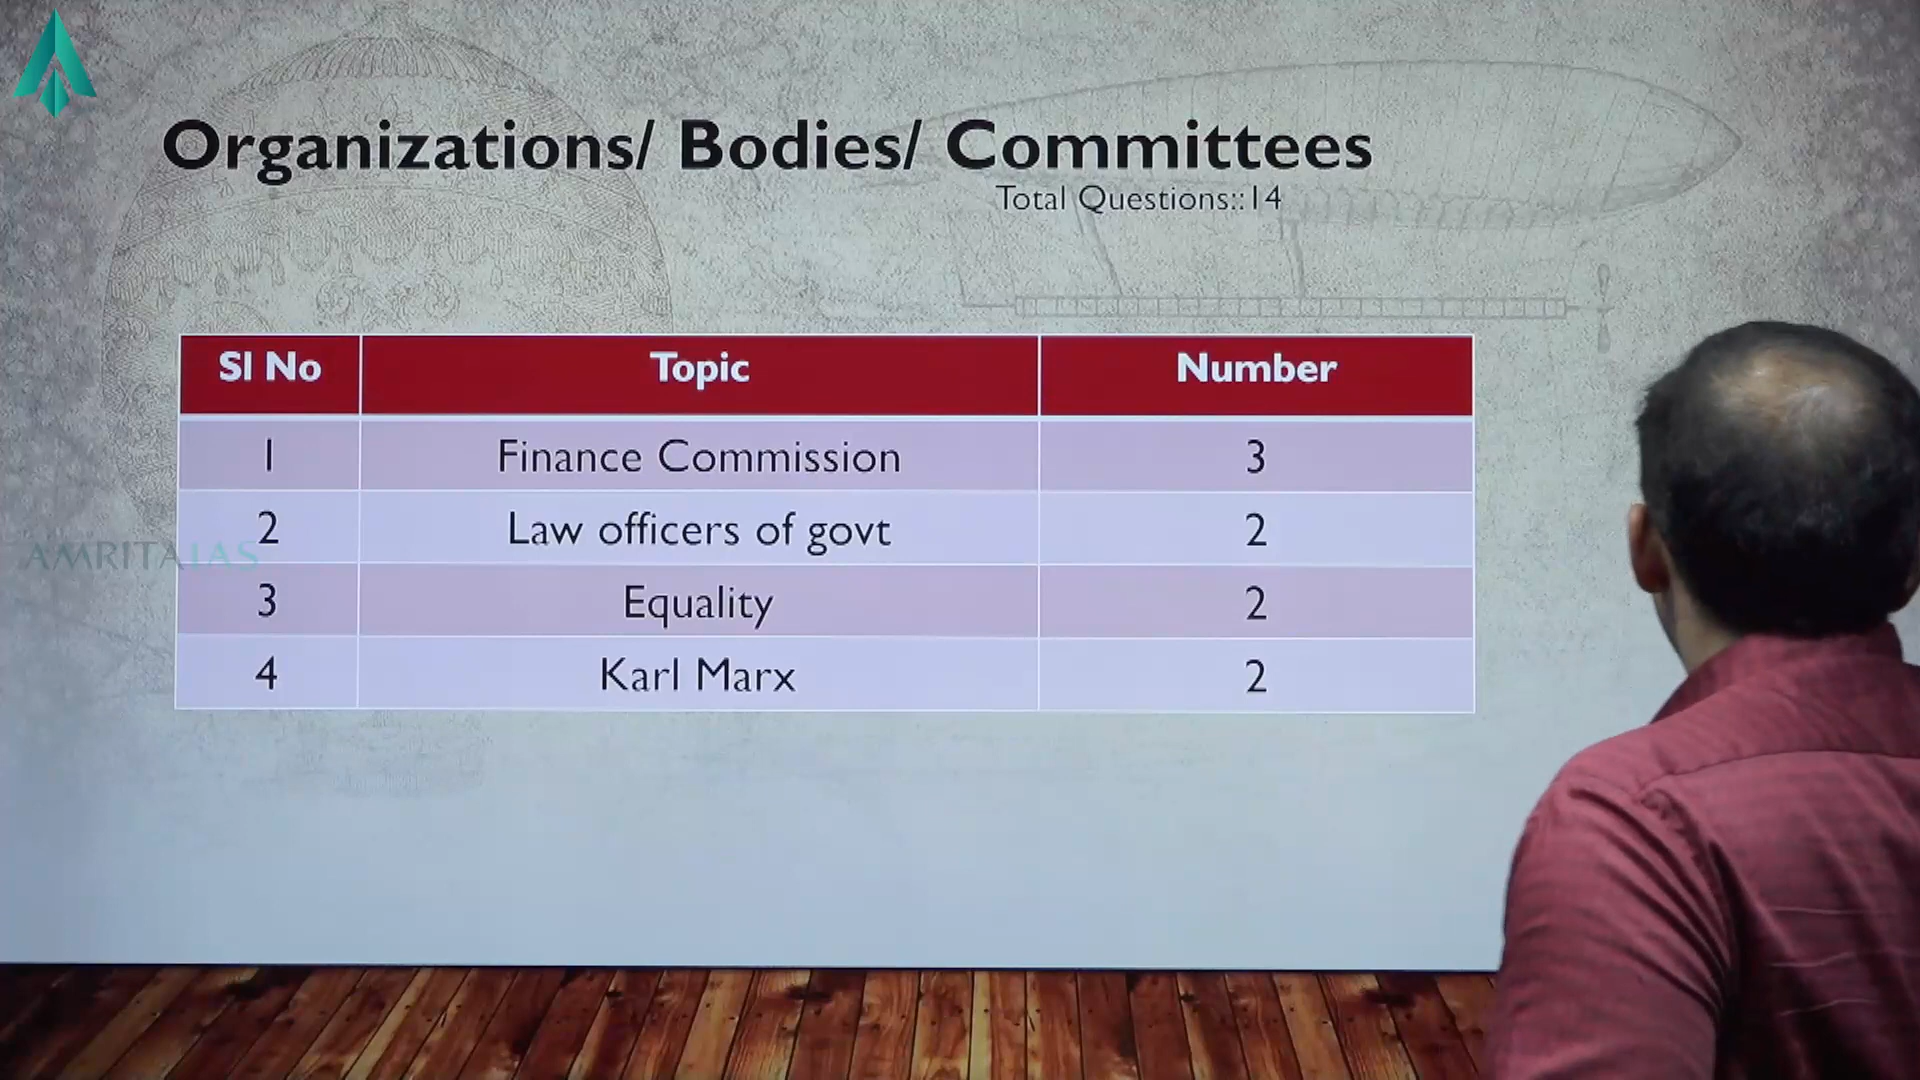 Organizations/ Bodies/ Committees
Total Questions::14
Sl No Topic Number
1 Finance Commission 3
2 Law officers of govt 2
AMRITA IAS
3 Equality 2
4 Karl Marx 2